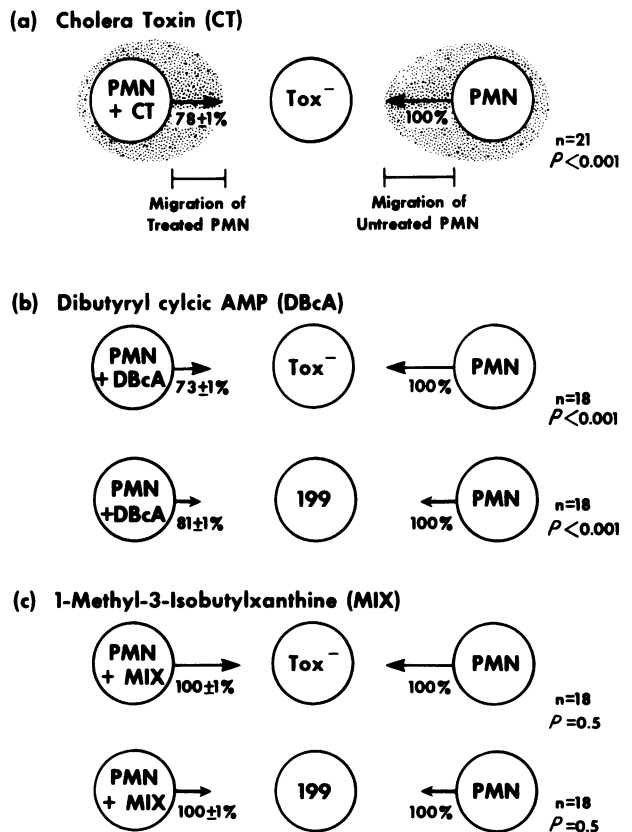 (a) Cholera Toxin (CT)
PMN + CT
78±1%
Tox⁻
100%
PMN
n=21
P<0.001
Migration of Treated PMN
Migration of Untreated PMN
(b) Dibutyryl cylcic AMP (DBcA)
PMN +DBcA
73±1%
Tox⁻
100%
PMN
n=18
P<0.001
PMN +DBcA
81±1%
199
100%
PMN
n=18
P<0.001
(c) 1-Methyl-3-Isobutylxanthine (MIX)
PMN + MIX
100±1%
Tox⁻
100%
PMN
n=18
P=0.5
PMN + MIX
100±1%
199
100%
PMN
n=18
P=0.5